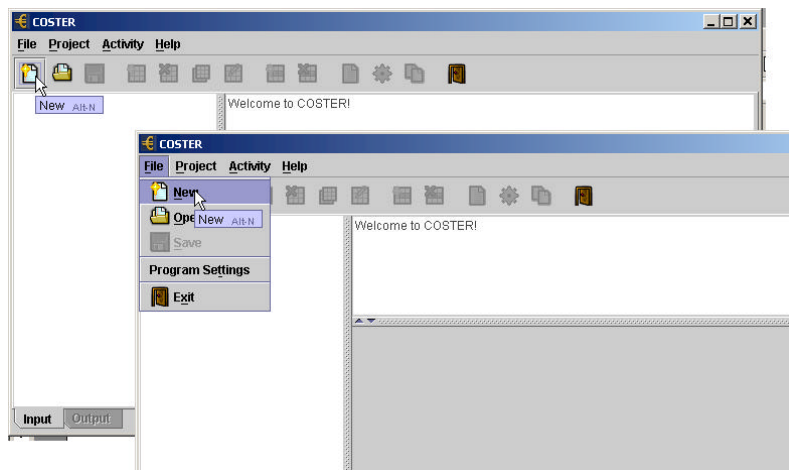 COSTER
File Project Activity Help
New Alt-N
Welcome to COSTER!
Input Output
COSTER
File Project Activity Help
New
Welcome to COSTER!
New Alt-N
Save
Program Settings
Exit